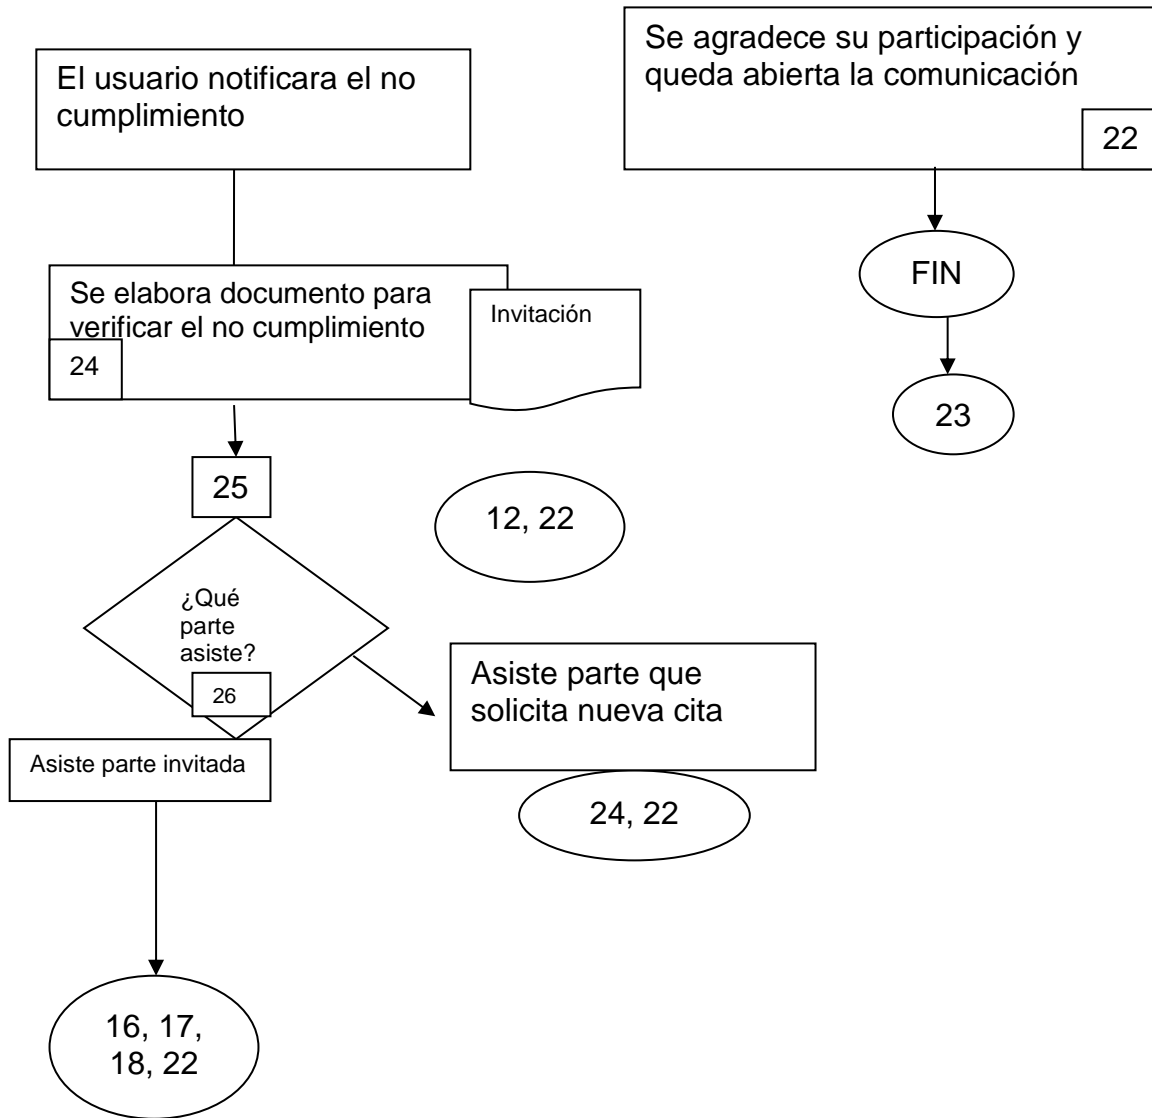 El usuario notificara el no
cumplimiento
Se agradece su participación y
queda abierta la comunicación
22
FIN
23
Se elabora documento para
verificar el no cumplimiento
24
Invitación
25
12, 22
¿Qué
parte
asiste?
26
Asiste parte que
solicita nueva cita
24, 22
Asiste parte invitada
16, 17,
18, 22